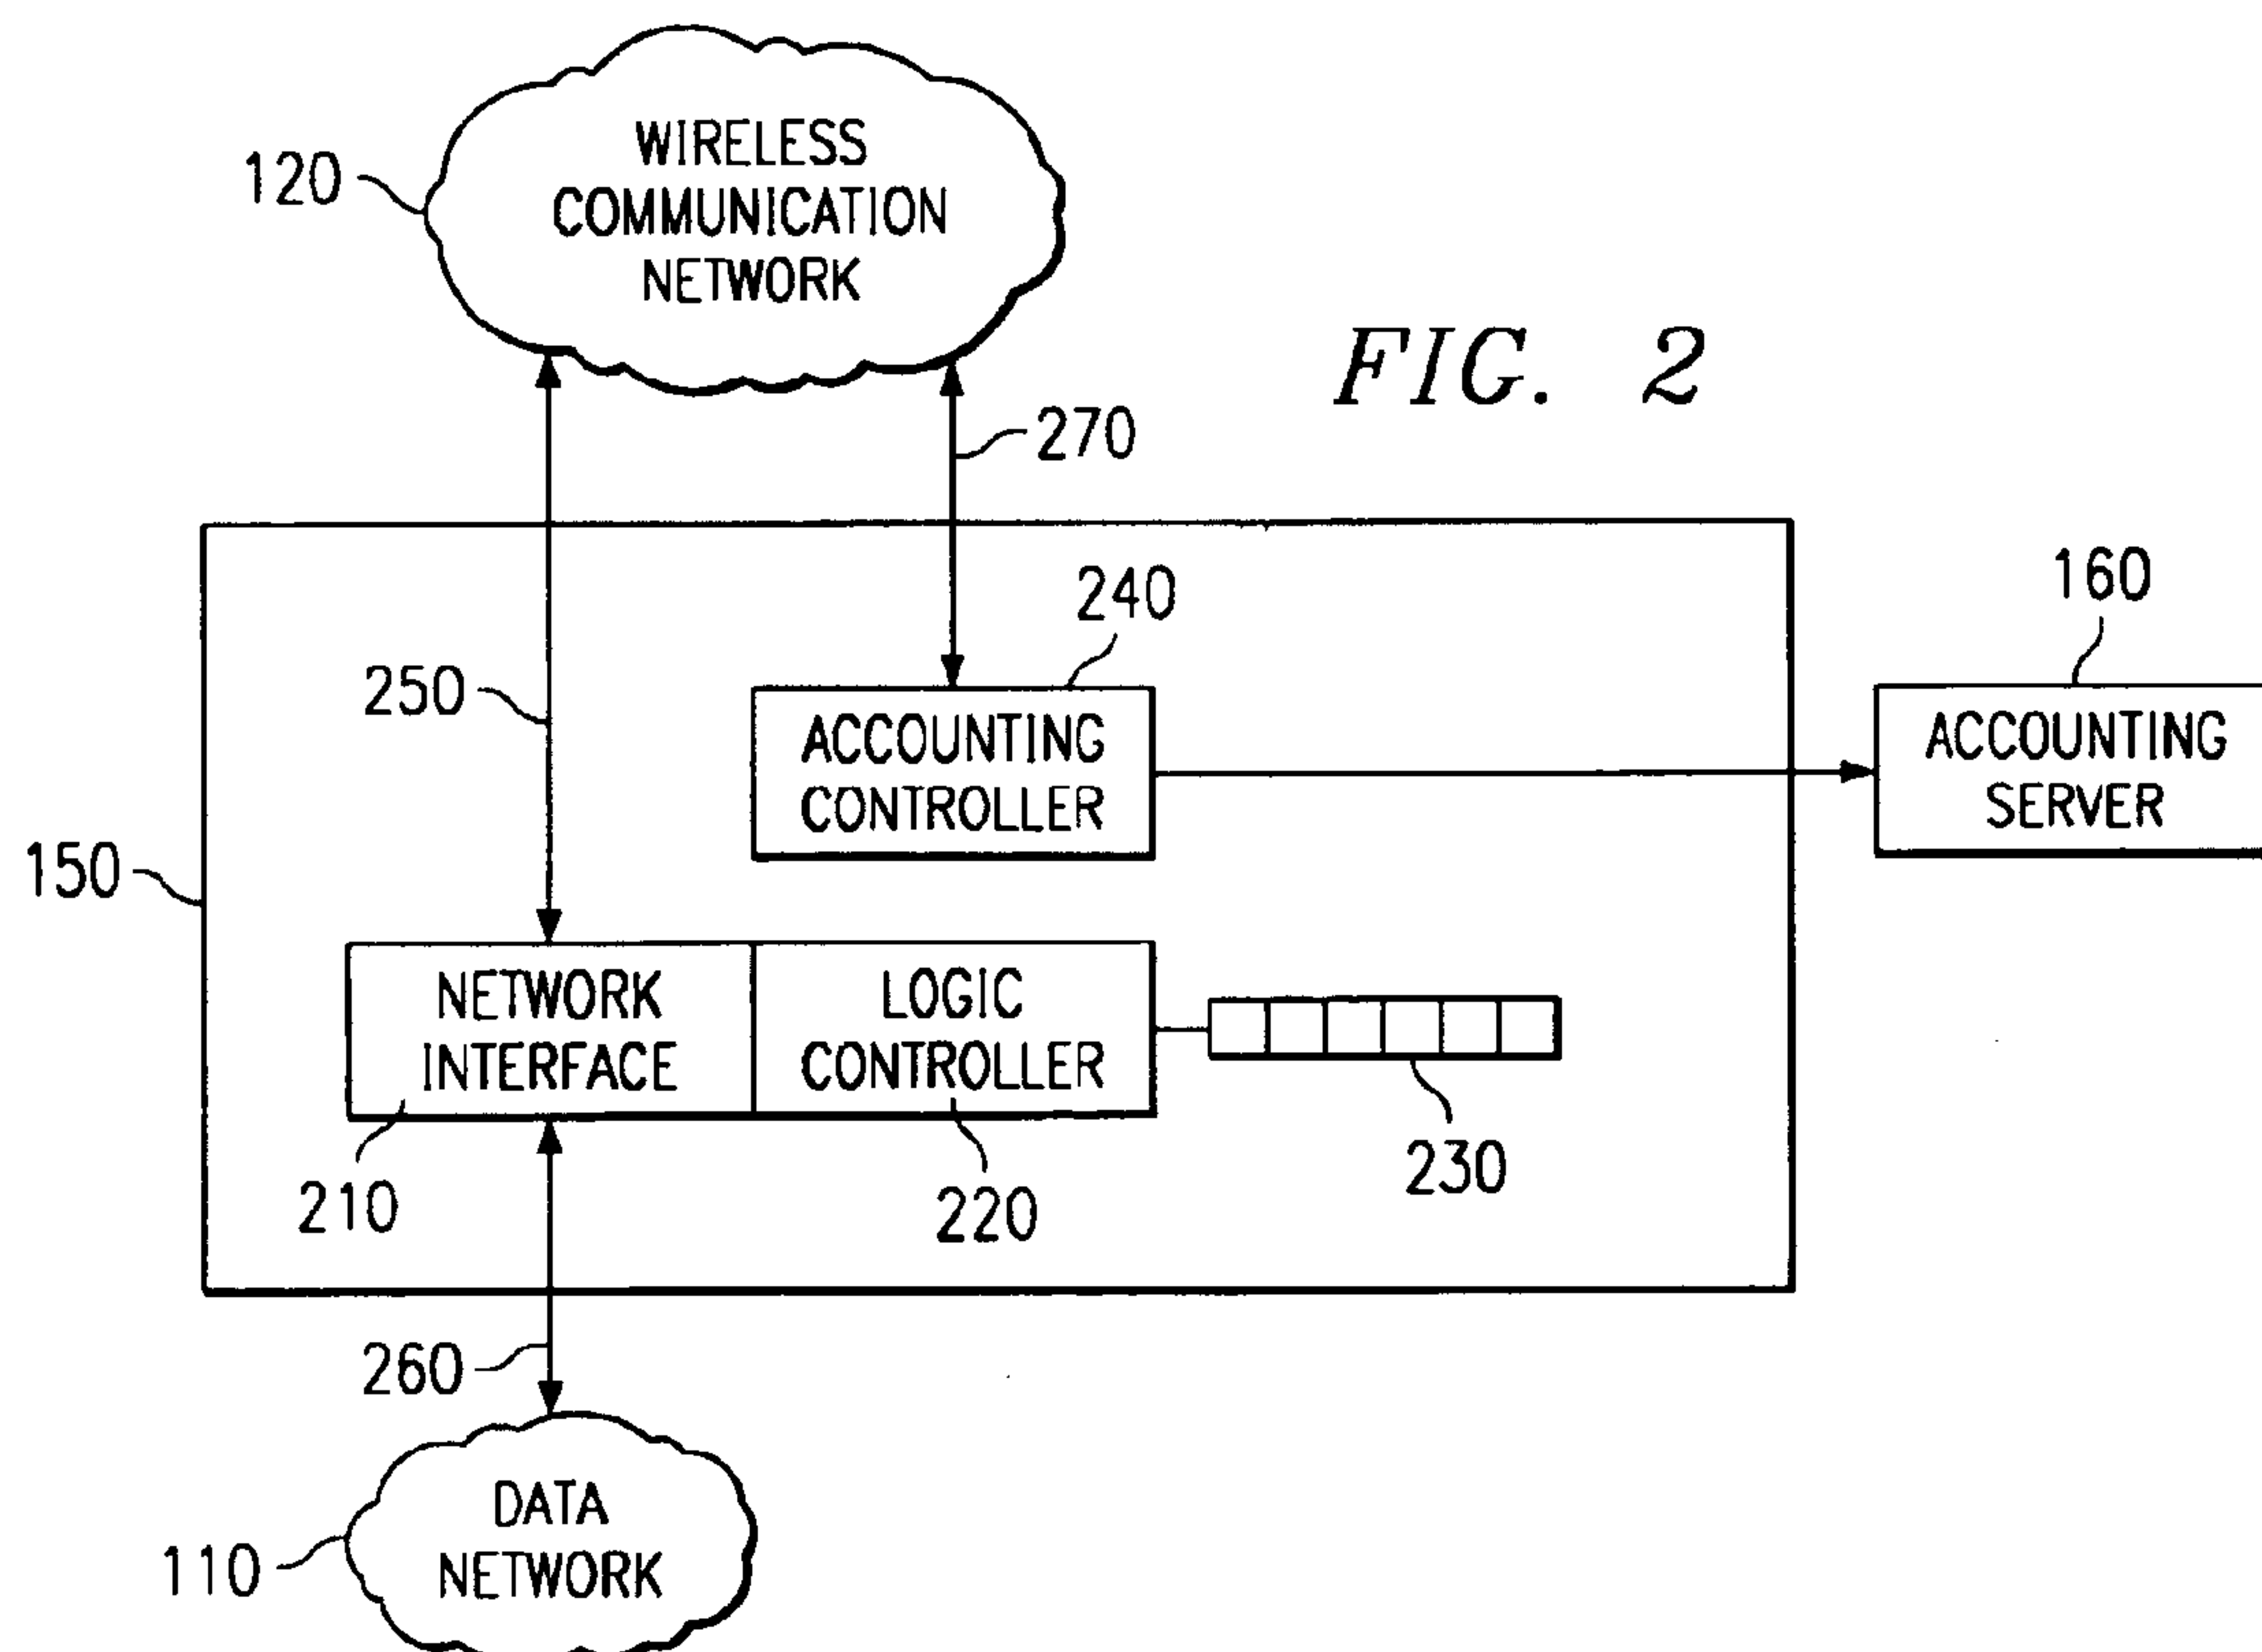 WIRELESS
COMMUNICATION
NETWORK
120
FIG. 2
270
240
160
250
ACCOUNTING
CONTROLLER
ACCOUNTING
SERVER
150
NETWORK
INTERFACE
LOGIC
CONTROLLER
230
210
220
260
DATA
NETWORK
110